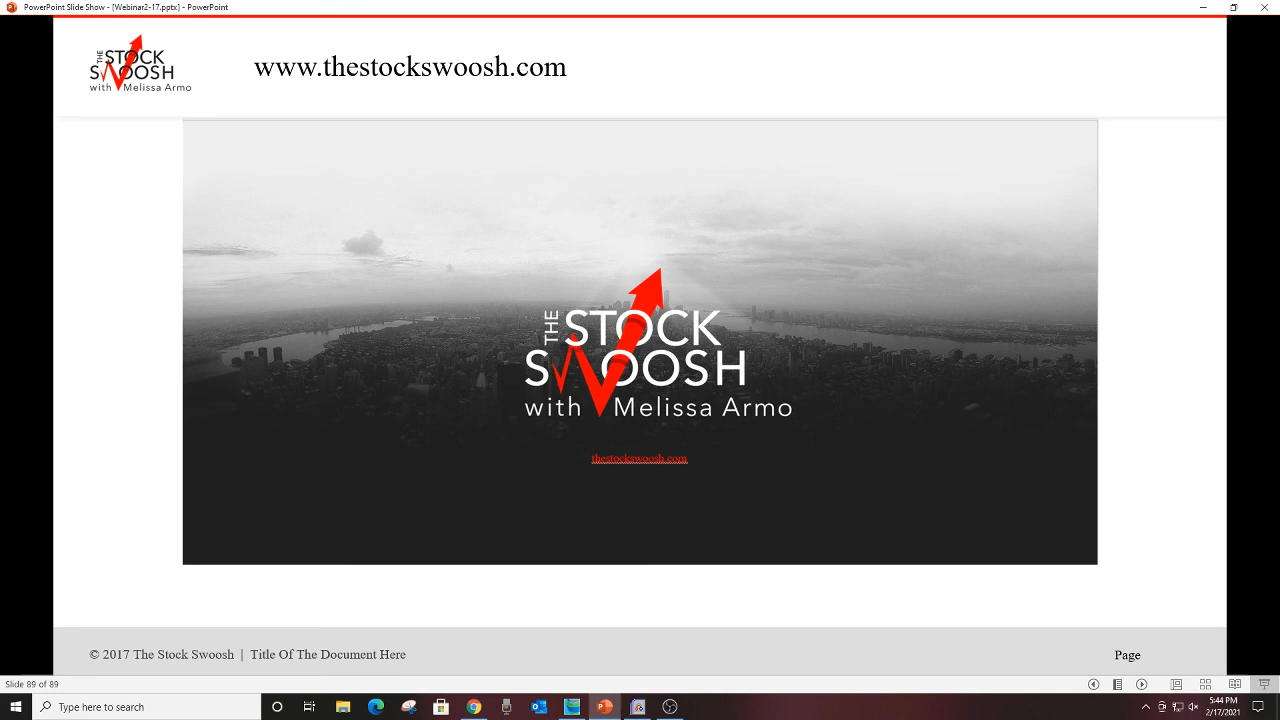 PowerPoint Slide Show - [Webinar2-17.pptx] - PowerPoint
THE STOCK
SWOOSH
with Melissa Armo
www.thestockswoosh.com
THE STOCK
SWOOSH
with Melissa Armo
thestockswoosh.com
© 2017 The Stock Swoosh | Title Of The Document Here
Page
Slide 89 of 89
Type here to search
5:44 PM
2/17/2021